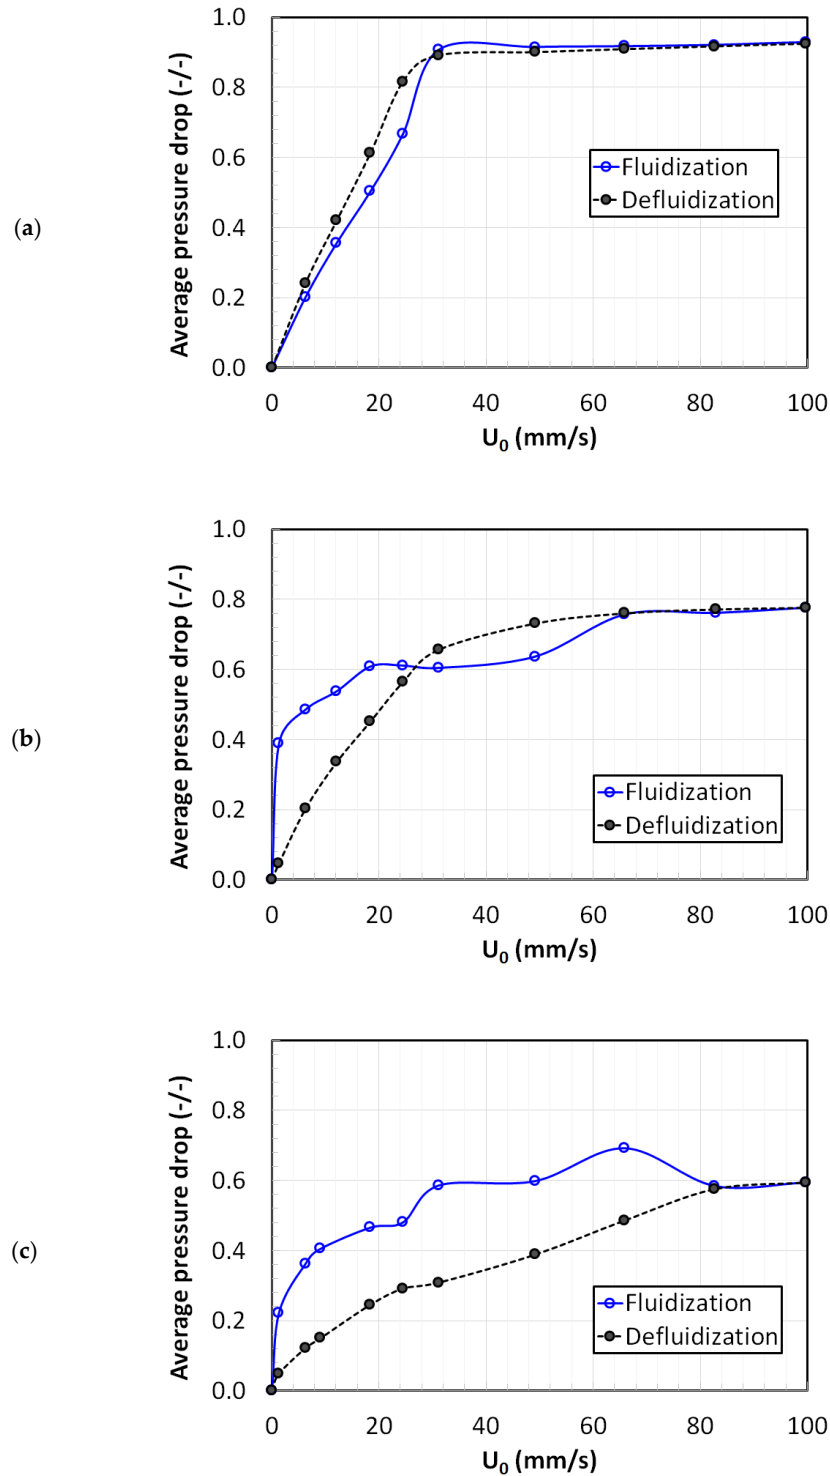 (a)
Average pressure drop (-/-)
1.0
0.8
0.6
0.4
0.2
0.0
Fluidization
Defluidization
0 20 40 60 80 100
U₀ (mm/s)
(b)
Average pressure drop (-/-)
1.0
0.8
0.6
0.4
0.2
0.0
Fluidization
Defluidization
0 20 40 60 80 100
U₀ (mm/s)
(c)
Average pressure drop (-/-)
1.0
0.8
0.6
0.4
0.2
0.0
Fluidization
Defluidization
0 20 40 60 80 100
U₀ (mm/s)